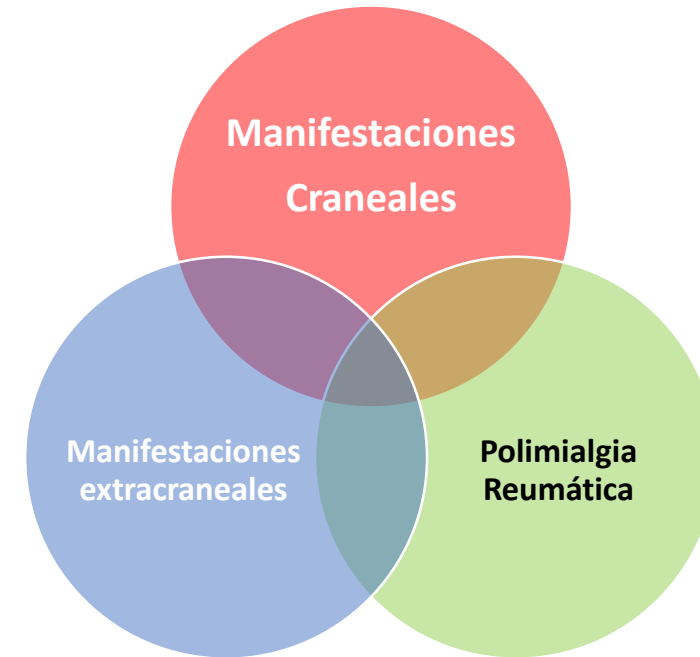 Manifestaciones
Craneales
Manifestaciones
extracraneales
Polimialgia
Reumática